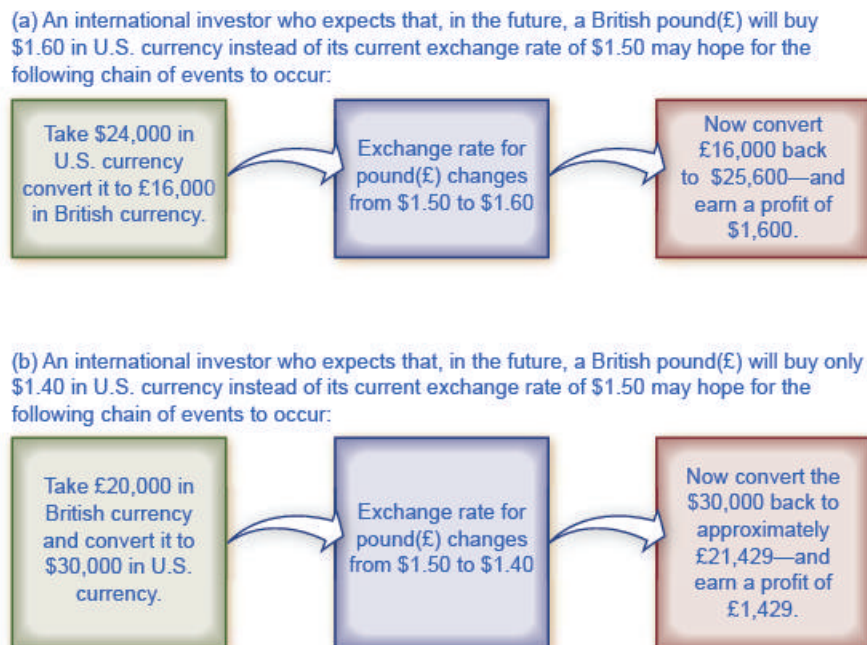 (a) An international investor who expects that, in the future, a British pound(£) will buy
$1.60 in U.S. currency instead of its current exchange rate of $1.50 may hope for the
following chain of events to occur:
Take $24,000 in
U.S. currency
convert it to £16,000
in British currency.
Exchange rate for
pound(£) changes
from $1.50 to $1.60
Now convert
£16,000 back
to $25,600—and
earn a profit of
$1,600.
(b) An international investor who expects that, in the future, a British pound(£) will buy only
$1.40 in U.S. currency instead of its current exchange rate of $1.50 may hope for the
following chain of events to occur:
Take £20,000 in
British currency
and convert it to
$30,000 in U.S.
currency.
Exchange rate for
pound(£) changes
from $1.50 to $1.40
Now convert the
$30,000 back to
approximately
£21,429—and
earn a profit of
£1,429.